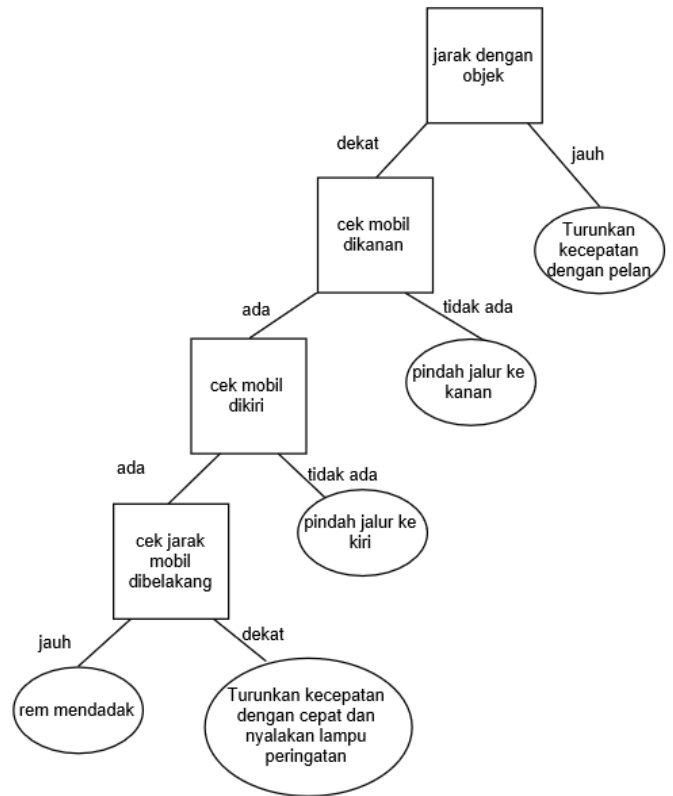 jarak dengan
objek
dekat
jauh
cek mobil
dikanan
Turunkan
kecepatan
dengan pelan
ada
tidak ada
cek mobil
dikiri
pindah jalur ke
kanan
ada
tidak ada
cek jarak
mobil
dibelakang
pindah jalur ke
kiri
jauh
dekat
rem mendadak
Turunkan kecepatan
dengan cepat dan
nyalakan lampu
peringatan